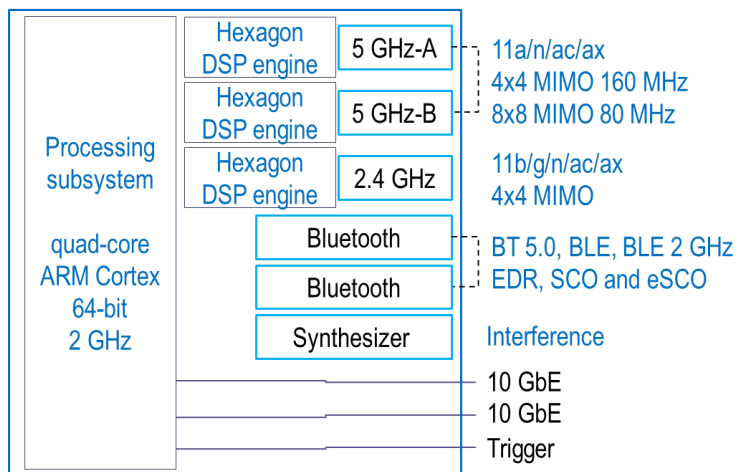 Processing
subsystem
quad-core
ARM Cortex
64-bit
2 GHz
Hexagon
DSP engine
5 GHz-A
Hexagon
DSP engine
5 GHz-B
11a/n/ac/ax
4x4 MIMO 160 MHz
8x8 MIMO 80 MHz
Hexagon
DSP engine
2.4 GHz
11b/g/n/ac/ax
4x4 MIMO
Bluetooth
Bluetooth
BT 5.0, BLE, BLE 2 GHz
EDR, SCO and eSCO
Synthesizer
Interference
10 GbE
10 GbE
Trigger